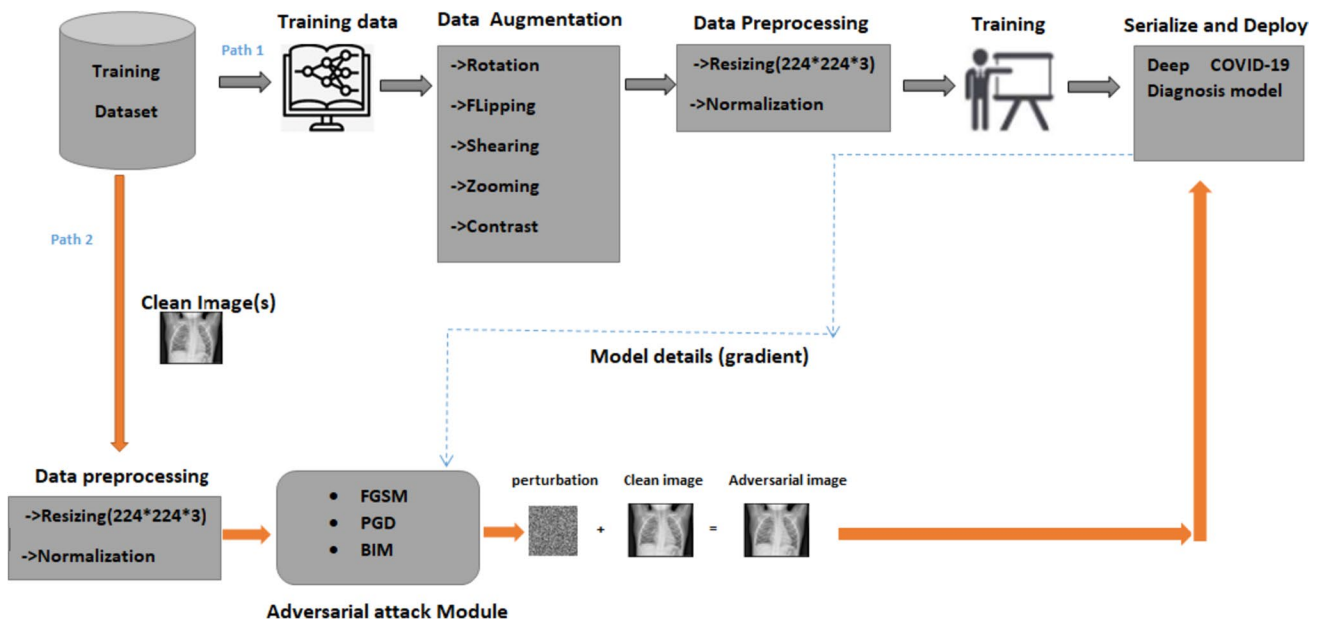 Training
Dataset
Path 1
Training data
Data Augmentation
->Rotation
->FLipping
->Shearing
->Zooming
->Contrast
Data Preprocessing
->Resizing(224*224*3)
->Normalization
Training
Serialize and Deploy
Deep COVID-19
Diagnosis model
Path 2
Clean Image(s)
Model details (gradient)
Data preprocessing
->Resizing(224*224*3)
->Normalization
• FGSM
• PGD
• BIM
Adversarial attack Module
perturbation
+
Clean image
=
Adversarial image